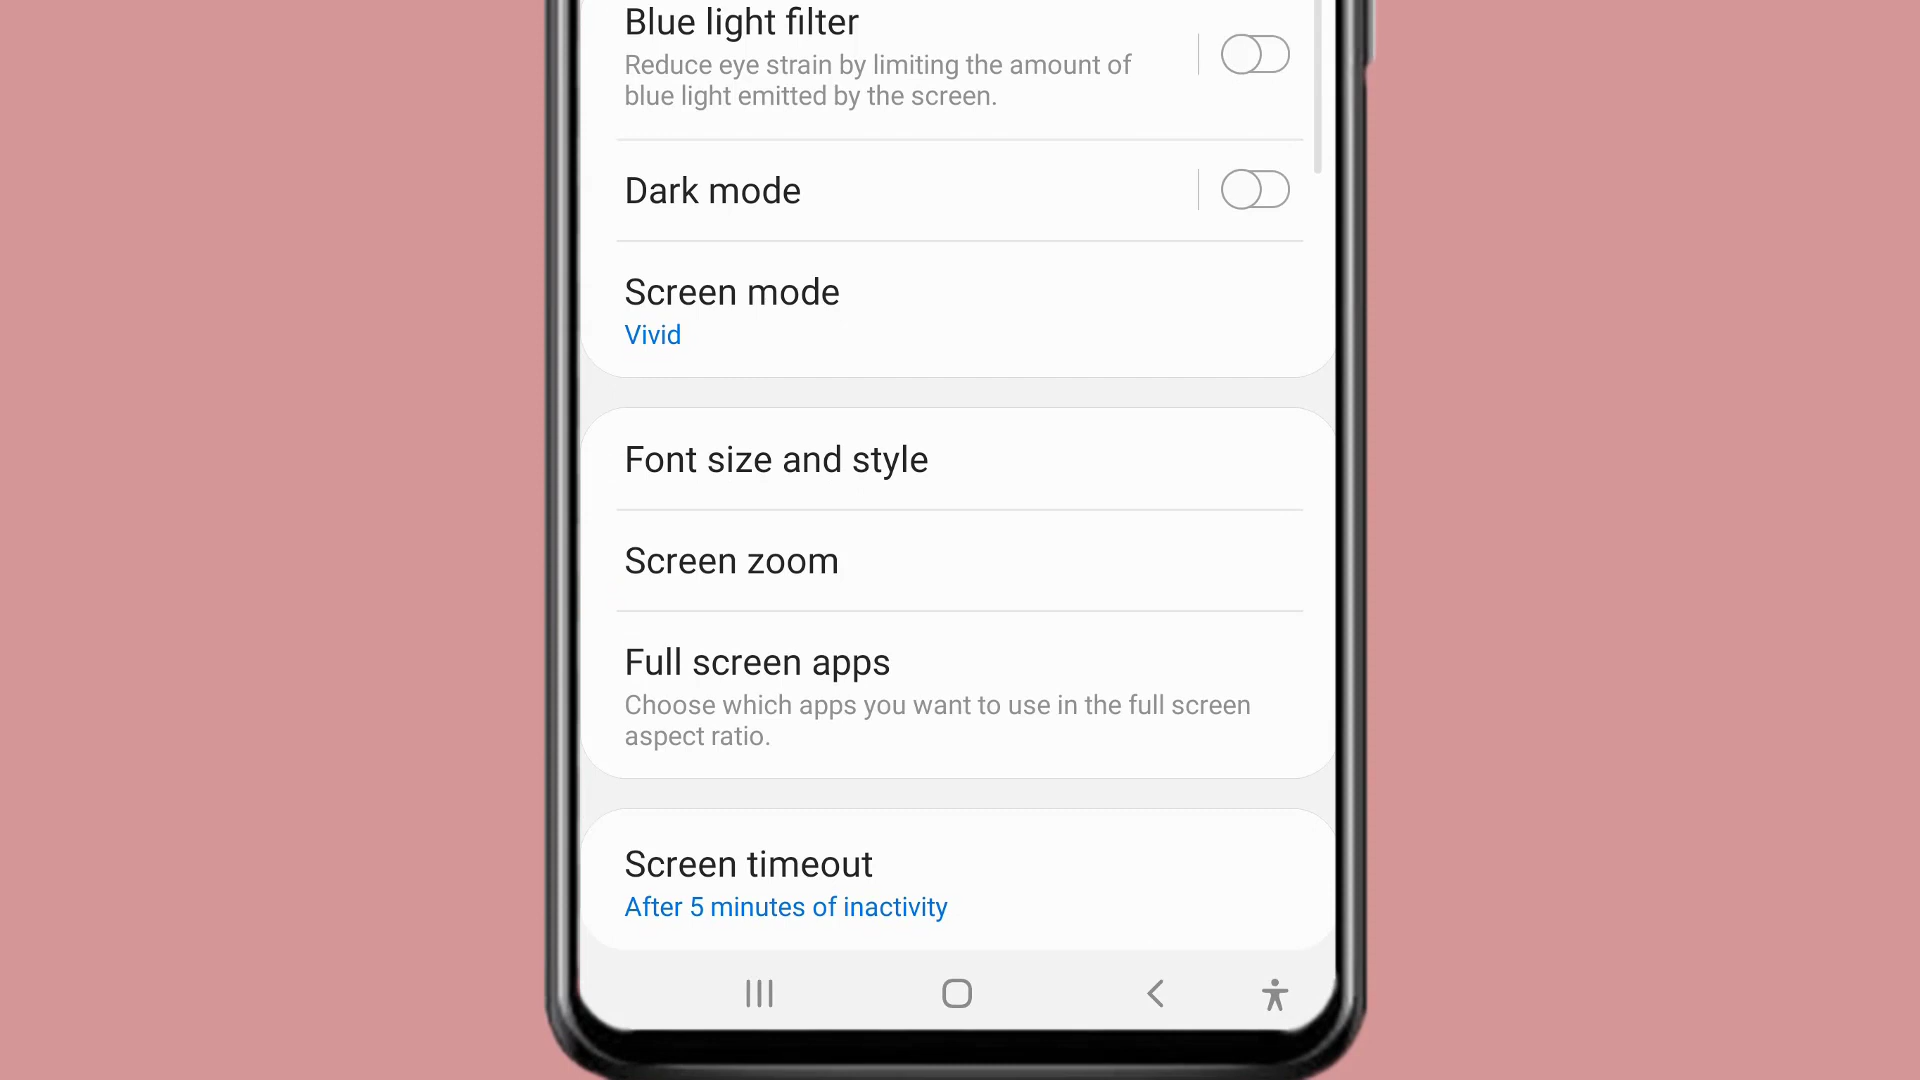 Blue light filter
Reduce eye strain by limiting the amount of
blue light emitted by the screen.
Dark mode
Screen mode
Vivid
Font size and style
Screen zoom
Full screen apps
Choose which apps you want to use in the full screen
aspect ratio.
Screen timeout
After 5 minutes of inactivity